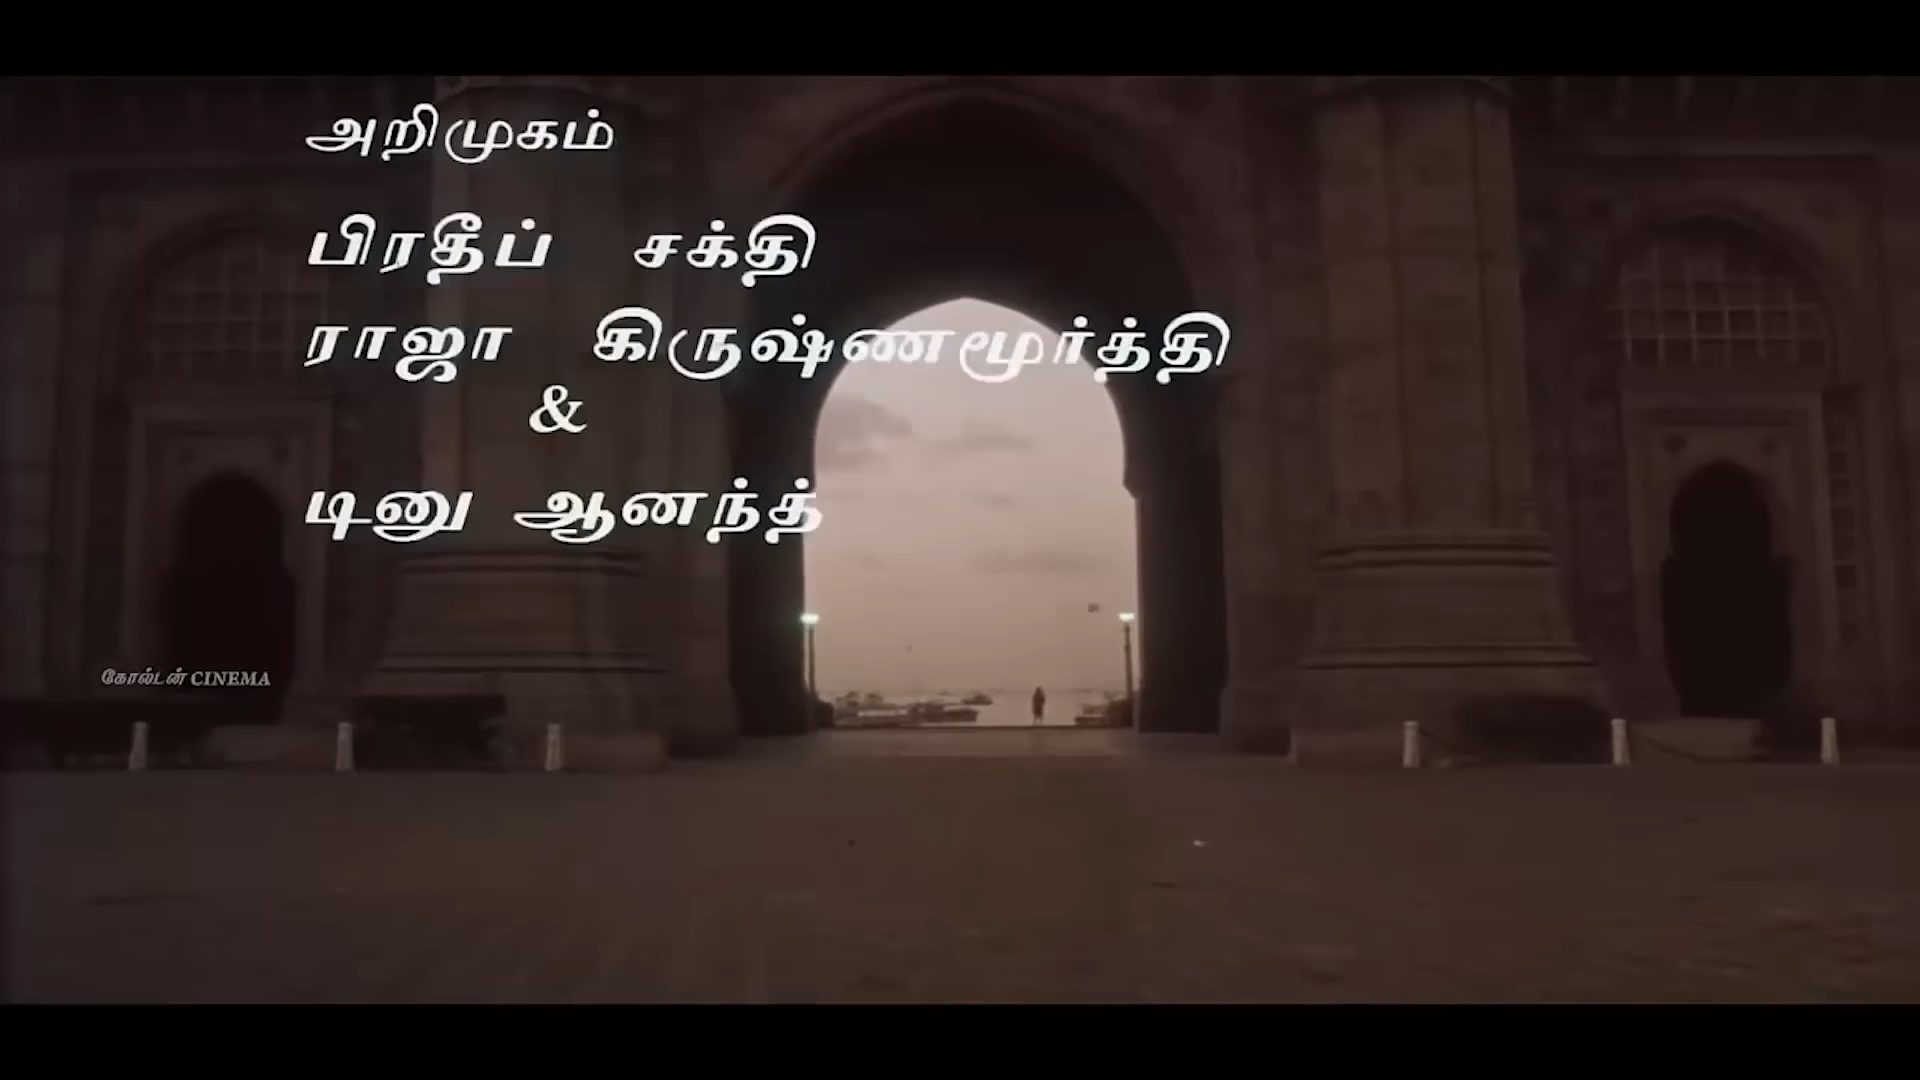 அறிமுகம்
பிரதீப் சக்தி
ராஜா கிருஷ்ணமூர்த்தி
&
டினு ஆனந்த்
கோல்டன் CINEMA